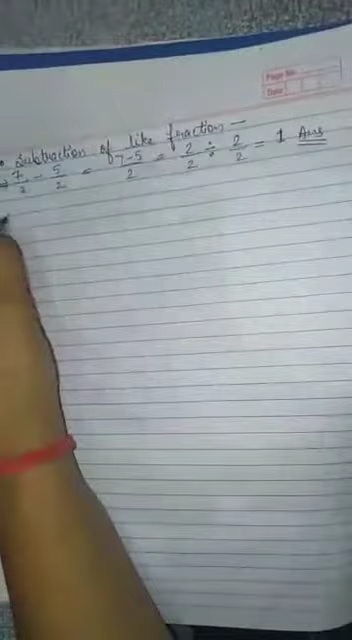 Page No.
Date
Subtraction of like fraction -
⇒ 7/2 - 5/2 = 7-5/2 = 2/2 ÷ 2/2 = 1 Ans